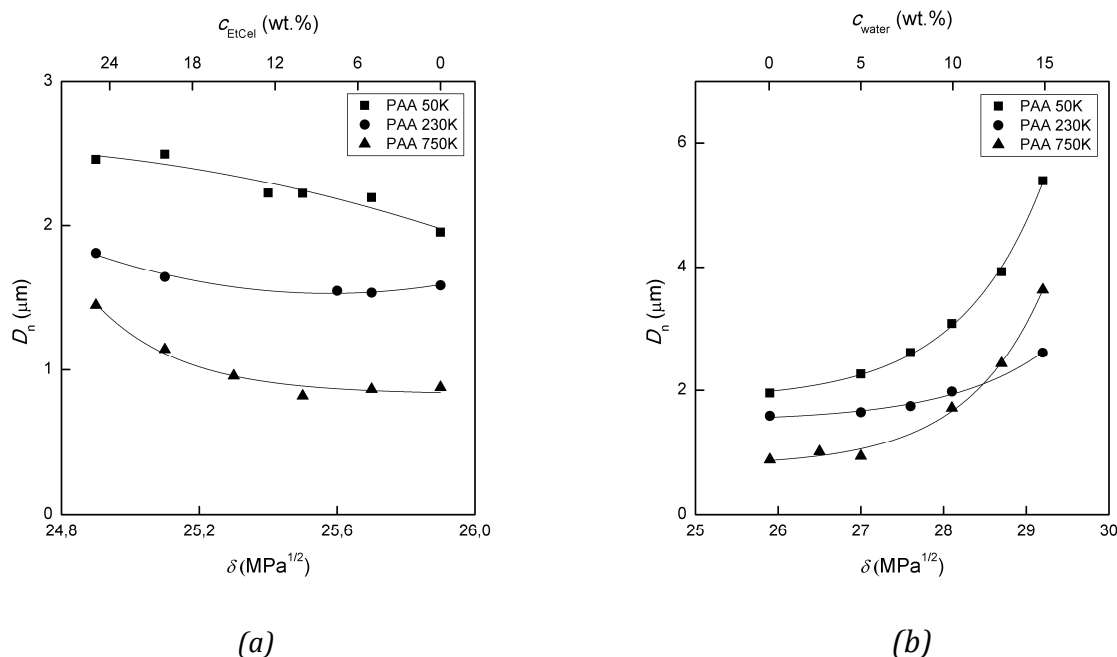 c_EtCel (wt.%)
24 18 12 6 0
3
2
1
0
D_n (μm)
PAA 50K
PAA 230K
PAA 750K
24,8 25,2 25,6 26,0
δ (MPa^1/2)
(a)
c_water (wt.%)
0 5 10 15
6
4
2
0
D_n (μm)
PAA 50K
PAA 230K
PAA 750K
25 26 27 28 29 30
δ (MPa^1/2)
(b)